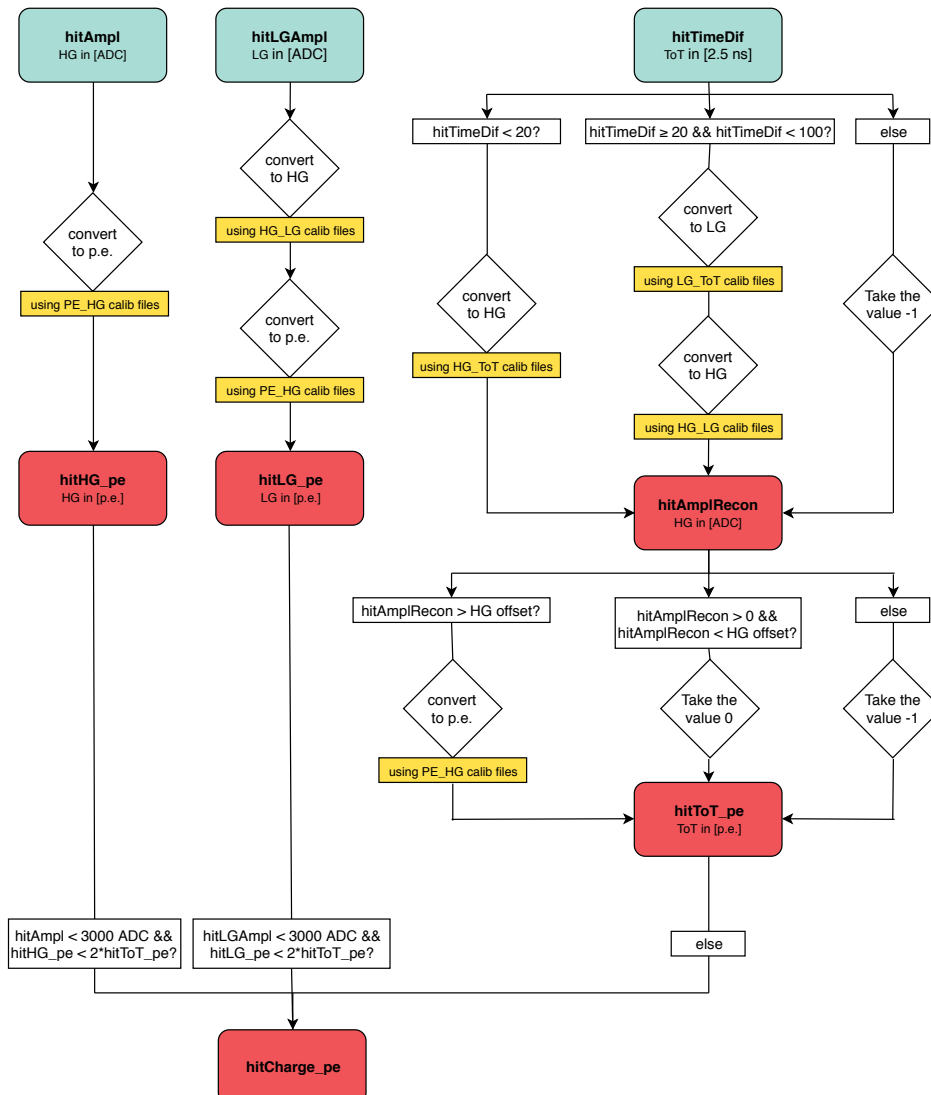 hitAmpl
HG in [ADC]
hitLGAmpl
LG in [ADC]
hitTimeDif
ToT in [2.5 ns]
hitTimeDif < 20?
hitTimeDif ≥ 20 && hitTimeDif < 100?
else
convert
to HG
using HG_LG calib files
convert
to p.e.
using PE_HG calib files
convert
to LG
using LG_ToT calib files
convert
to HG
using HG_ToT calib files
Take the
value -1
convert
to p.e.
using PE_HG calib files
convert
to HG
using HG_LG calib files
hitHG_pe
HG in [p.e.]
hitLG_pe
LG in [p.e.]
hitAmplRecon
HG in [ADC]
hitAmplRecon > HG offset?
hitAmplRecon > 0 &&
hitAmplRecon < HG offset?
else
convert
to p.e.
using PE_HG calib files
Take the
value 0
Take the
value -1
hitToT_pe
ToT in [p.e.]
hitAmpl < 3000 ADC &&
hitHG_pe < 2*hitToT_pe?
hitLGAmpl < 3000 ADC &&
hitLG_pe < 2*hitToT_pe?
else
hitCharge_pe